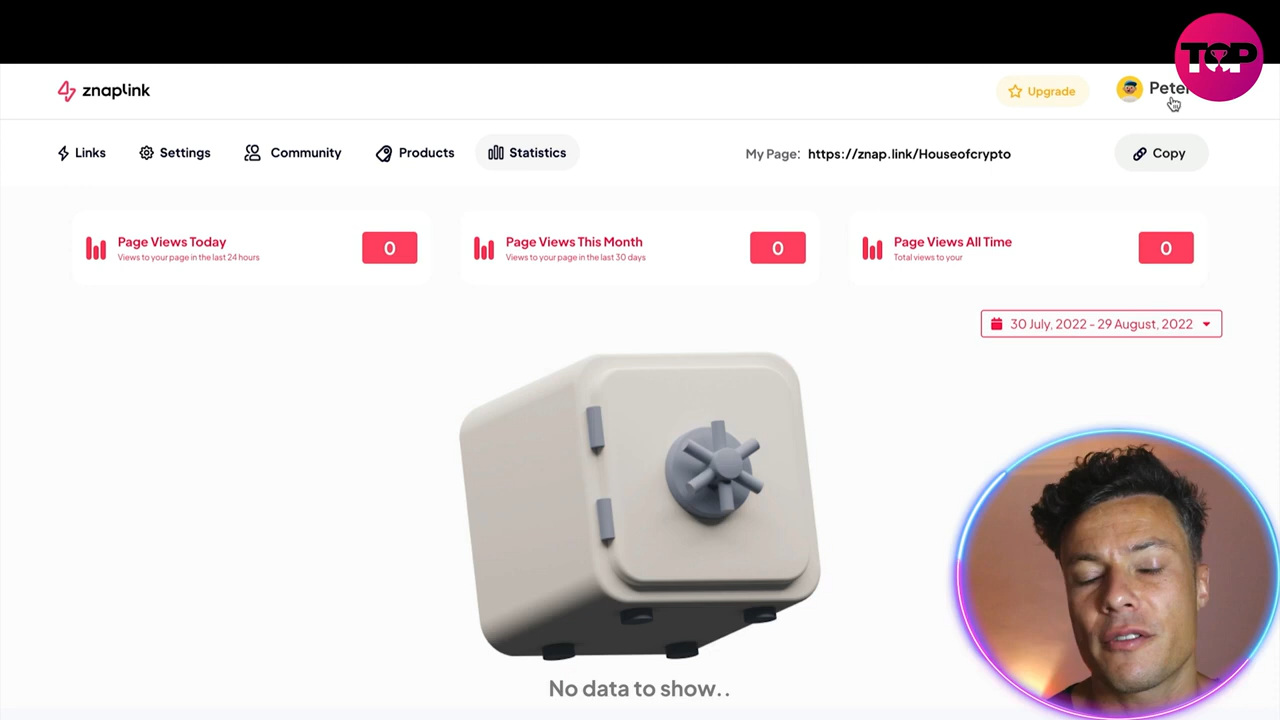 TOP
znaplink
Upgrade
Peter
Links
Settings
Community
Products
Statistics
My Page: https://znap.link/Houseofcrypto
Copy
Page Views Today
0
Views to your page in the last 24 hours
Page Views This Month
0
Views to your page in the last 30 days
Page Views All Time
0
Total views to your
30 July, 2022 - 29 August, 2022
No data to show..